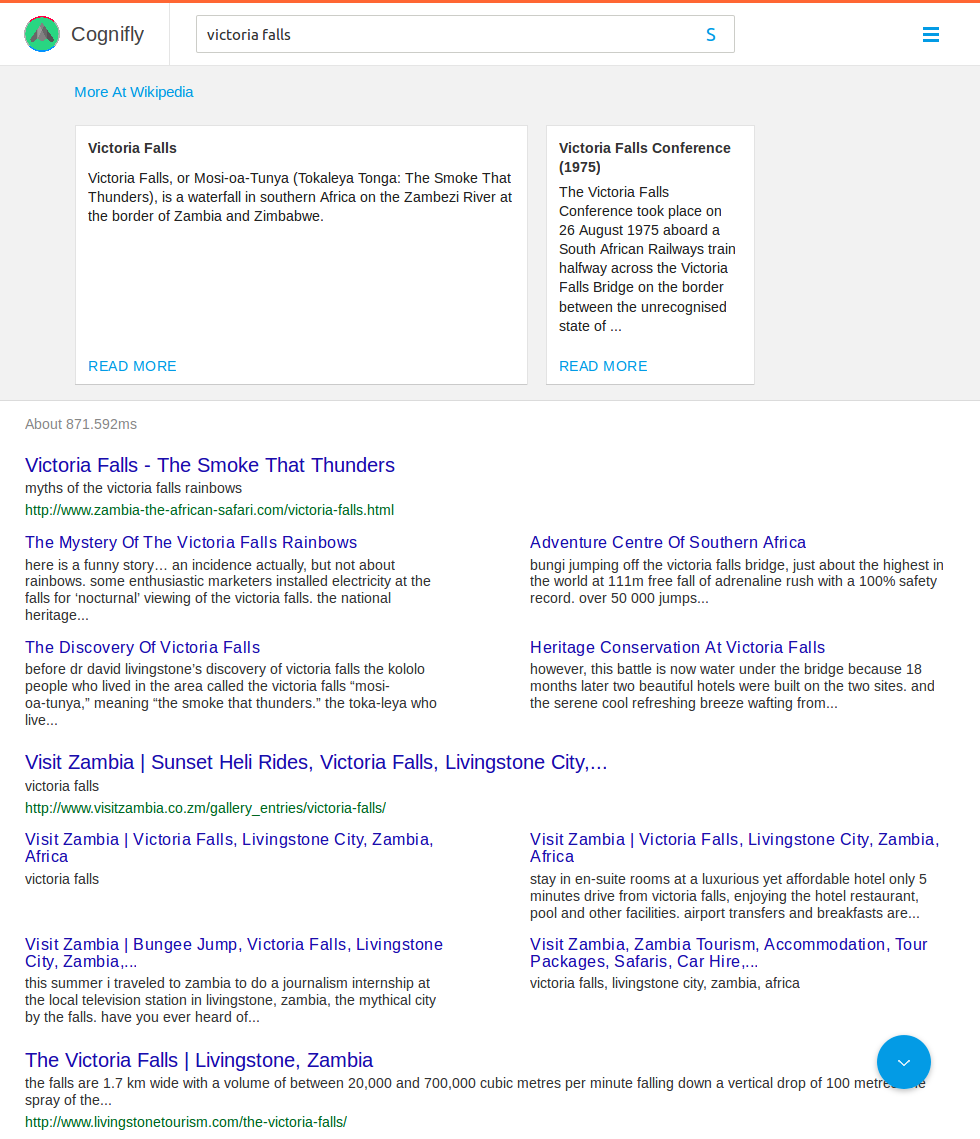 Cognifly
victoria falls
S
More At Wikipedia
Victoria Falls
Victoria Falls, or Mosi-oa-Tunya (Tokaleya Tonga: The Smoke That
Thunders), is a waterfall in southern Africa on the Zambezi River at
the border of Zambia and Zimbabwe.
READ MORE
Victoria Falls Conference
(1975)
The Victoria Falls
Conference took place on
26 August 1975 aboard a
South African Railways train
halfway across the Victoria
Falls Bridge on the border
between the unrecognised
state of ...
READ MORE
About 871.592ms
Victoria Falls - The Smoke That Thunders
myths of the victoria falls rainbows
http://www.zambia-the-african-safari.com/victoria-falls.html
The Mystery Of The Victoria Falls Rainbows
here is a funny story… an incidence actually, but not about
rainbows. some enthusiastic marketers installed electricity at the
falls for ‘nocturnal’ viewing of the victoria falls. the national
heritage...
Adventure Centre Of Southern Africa
bungi jumping off the victoria falls bridge, just about the highest in
the world at 111m free fall of adrenaline rush with a 100% safety
record. over 50 000 jumps...
The Discovery Of Victoria Falls
before dr david livingstone’s discovery of victoria falls the kololo
people who lived in the area called the victoria falls “mosi-
oa-tunya,” meaning “the smoke that thunders.” the toka-leya who
live...
Heritage Conservation At Victoria Falls
however, this battle is now water under the bridge because 18
months later two beautiful hotels were built on the two sites. and
the serene cool refreshing breeze wafting from...
Visit Zambia | Sunset Heli Rides, Victoria Falls, Livingstone City,…
victoria falls
http://www.visitzambia.co.zm/gallery_entries/victoria-falls/
Visit Zambia | Victoria Falls, Livingstone City, Zambia,
Africa
victoria falls
Visit Zambia | Victoria Falls, Livingstone City, Zambia,
Africa
stay in en-suite rooms at a luxurious yet affordable hotel only 5
minutes drive from victoria falls, enjoying the hotel restaurant,
pool and other facilities. airport transfers and breakfasts are...
Visit Zambia | Bungee Jump, Victoria Falls, Livingstone
City, Zambia,...
this summer i traveled to zambia to do a journalism internship at
the local television station in livingstone, zambia, the mythical city
by the falls. have you ever heard of...
Visit Zambia, Zambia Tourism, Accommodation, Tour
Packages, Safaris, Car Hire,...
victoria falls, livingstone city, zambia, africa
The Victoria Falls | Livingstone, Zambia
the falls are 1.7 km wide with a volume of between 20,000 and 700,000 cubic metres per minute falling down a vertical drop of 100
spray of the...
http://www.livingstonetourism.com/the-victoria-falls/